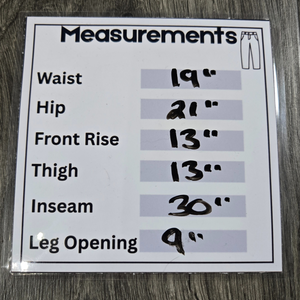 Measurements
Waist 19"
Hip 21"
Front Rise 13"
Thigh 13"
Inseam 30"
Leg Opening 9"